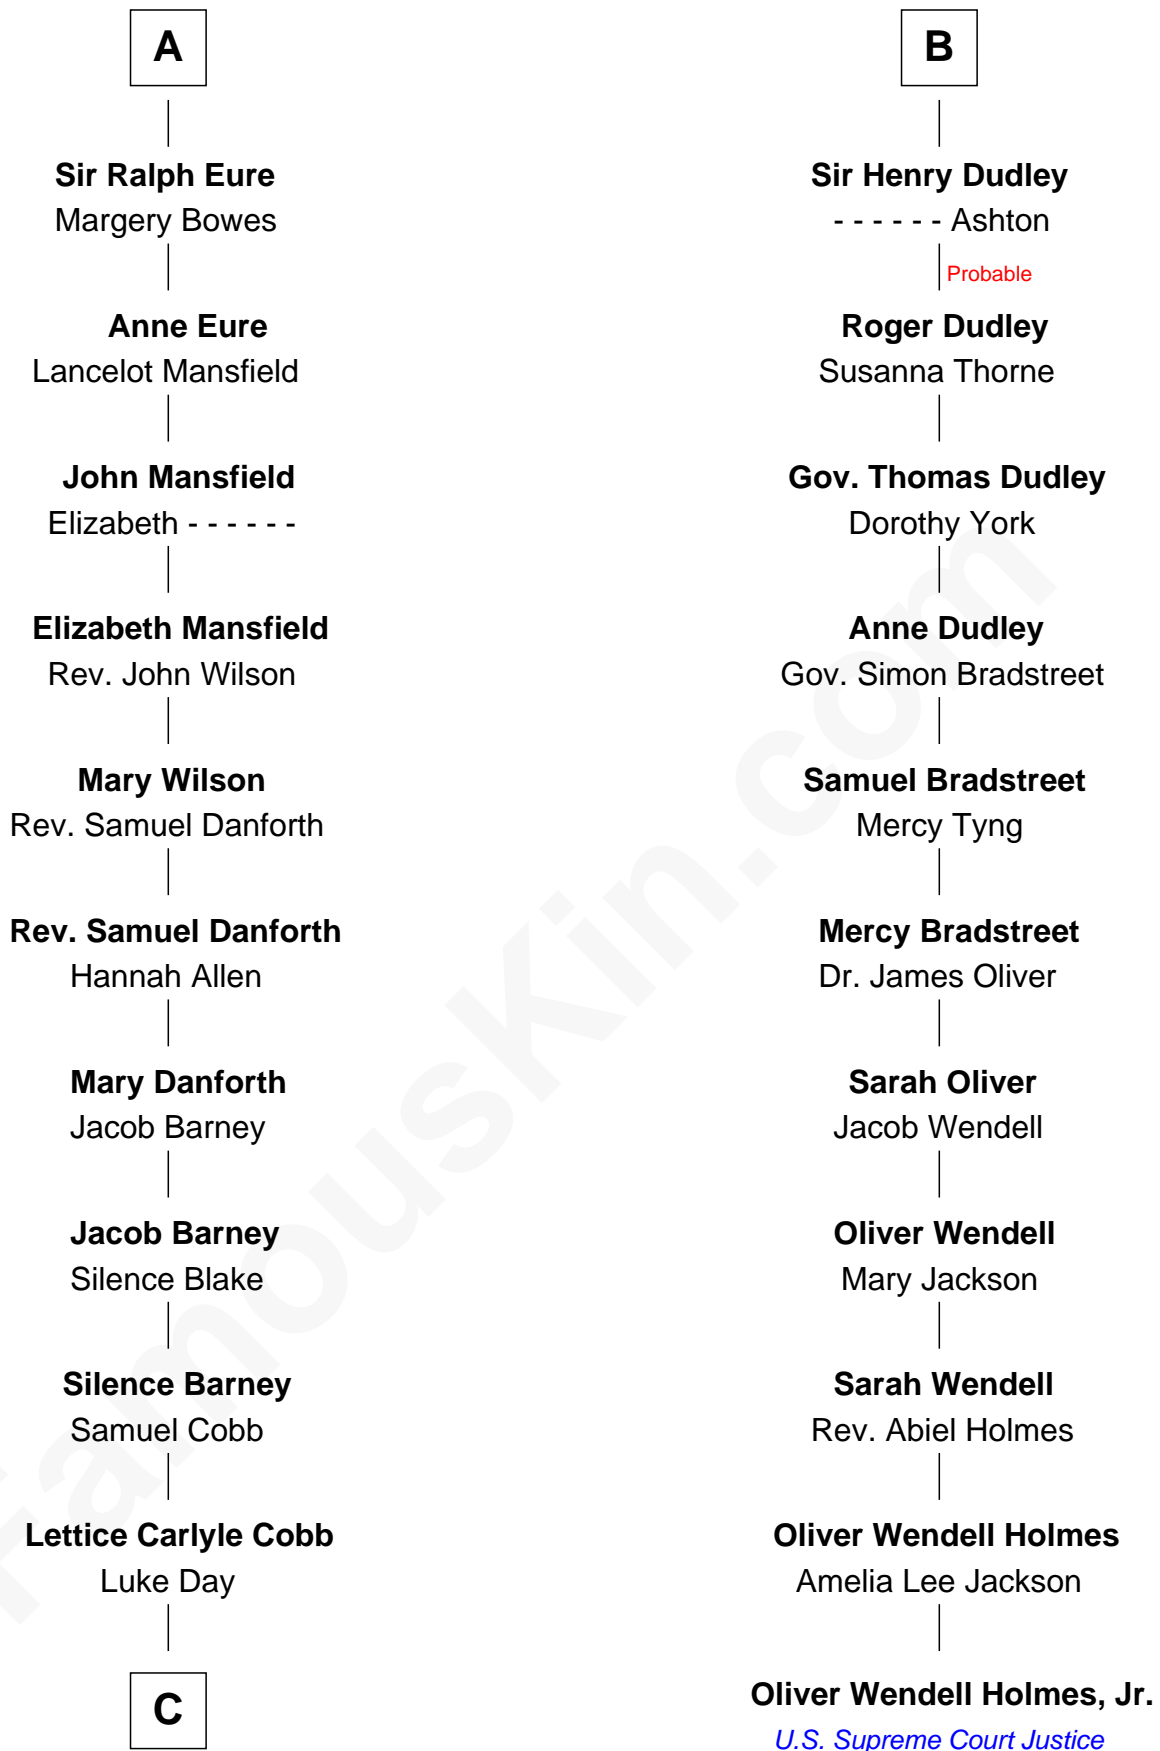 A
Sir Ralph Eure
Margery Bowes
Anne Eure
Lancelot Mansfield
John Mansfield
Elizabeth - - - - - -
Elizabeth Mansfield
Rev. John Wilson
Mary Wilson
Rev. Samuel Danforth
Rev. Samuel Danforth
Hannah Allen
Mary Danforth
Jacob Barney
Jacob Barney
Silence Blake
Silence Barney
Samuel Cobb
Lettice Carlyle Cobb
Luke Day
C
B
Sir Henry Dudley
- - - - - - Ashton
Probable
Roger Dudley
Susanna Thorne
Gov. Thomas Dudley
Dorothy York
Anne Dudley
Gov. Simon Bradstreet
Samuel Bradstreet
Mercy Tyng
Mercy Bradstreet
Dr. James Oliver
Sarah Oliver
Jacob Wendell
Oliver Wendell
Mary Jackson
Sarah Wendell
Rev. Abiel Holmes
Oliver Wendell Holmes
Amelia Lee Jackson
Oliver Wendell Holmes, Jr.
U.S. Supreme Court Justice
FamousKin.com